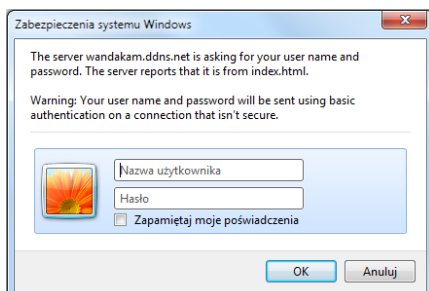 Zabezpieczenia systemu Windows
The server wandakam.ddns.net is asking for your user name and
password. The server reports that it is from index.html.
Warning: Your user name and password will be sent using basic
authentication on a connection that isn't secure.
Nazwa użytkownika
Hasło
Zapamiętaj moje poświadczenia
OK
Anuluj